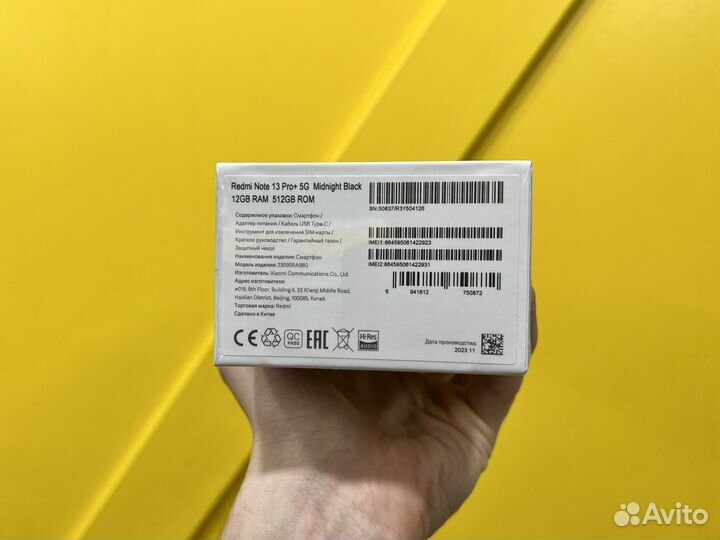 Redmi Note 13 Pro+ 5G Midnight Black
12GB RAM 512GB ROM
Содержимое упаковки: Смартфон /
Адаптер питания / Кабель USB Type-C /
Инструмент для извлечения SIM-карты /
Краткое руководство / Гарантийный талон /
Защитный чехол
Наименование изделия: Смартфон
Модель изделия: 23090RA98G
Изготовитель: Xiaomi Communications Co., Ltd.
Адрес изготовителя:
#019, 9th Floor, Building 6, 33 Xi'erqi Middle Road,
Haidian District, Beijing, 100085, Китай.
Торговая марка: Redmi
Сделано в Китае
SN:50837/R3Y504126
IMEI1:864595061422923
IMEI2:864595061422931
6 941812 750872
CE
QC
PASS
EAC
Hi-Res
AUDIO
Дата производства:
2023.11
Avito